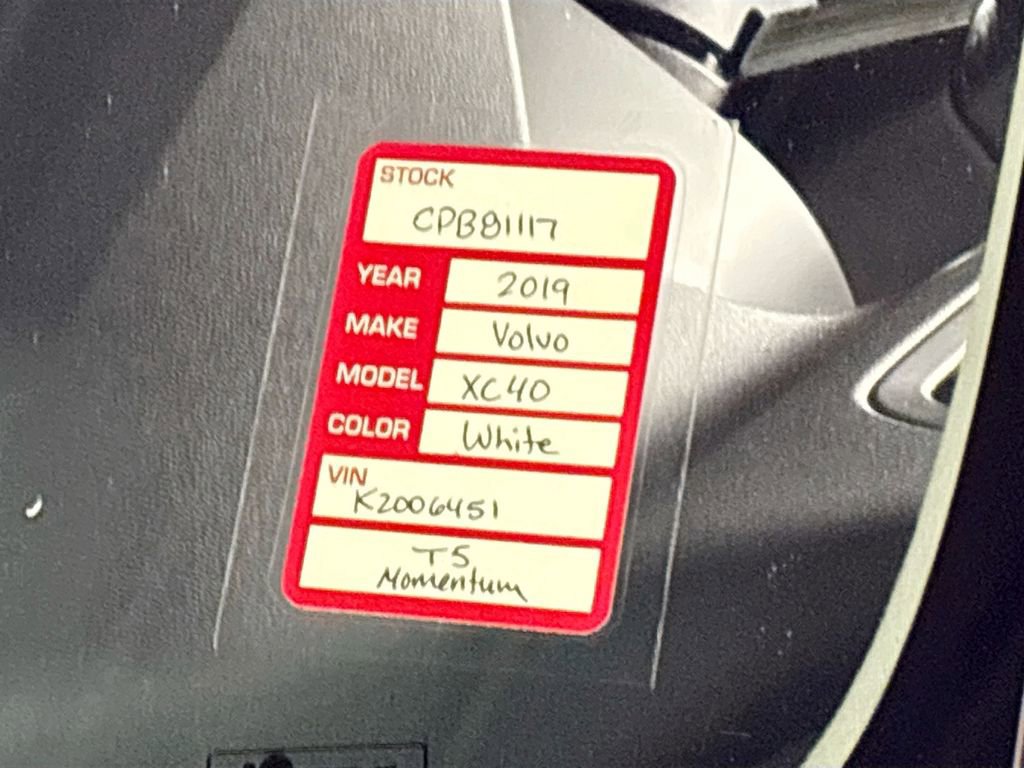 STOCK
CPB81117
YEAR 2019
MAKE Volvo
MODEL XC40
COLOR White
VIN
K2006451
T5
Momentum